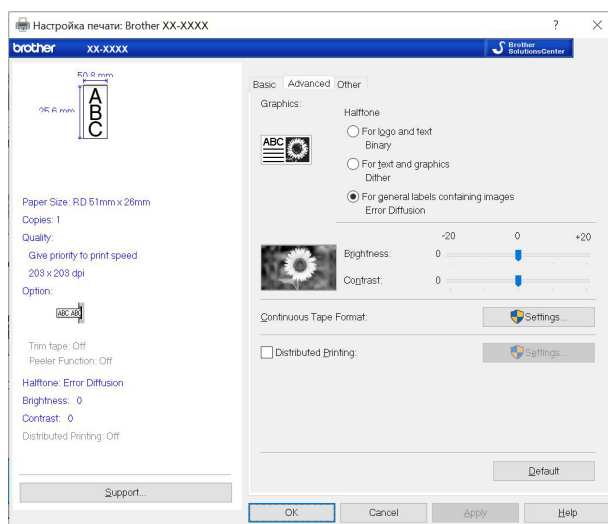 Настройка печати: Brother XX-XXXX
?
brother XX-XXXX
Brother
SolutionsCenter
50.8 mm
25.6 mm
A
B
C
Paper Size: RD 51mm x 26mm
Copies: 1
Quality:
Give priority to print speed
203 x 203 dpi
Option:
ABC ABC
Trim tape: Off
Peeler Function: Off
Halftone: Error Diffusion
Brightness: 0
Contrast: 0
Distributed Printing: Off
Support...
Basic Advanced Other
Graphics:
ABC
Halftone
For logo and text
Binary
For text and graphics
Dither
For general labels containing images
Error Diffusion
-20 0 +20
Brightness: 0
Contrast: 0
Continuous Tape Format: Settings...
Distributed Printing: Settings...
Default
OK Cancel Apply Help